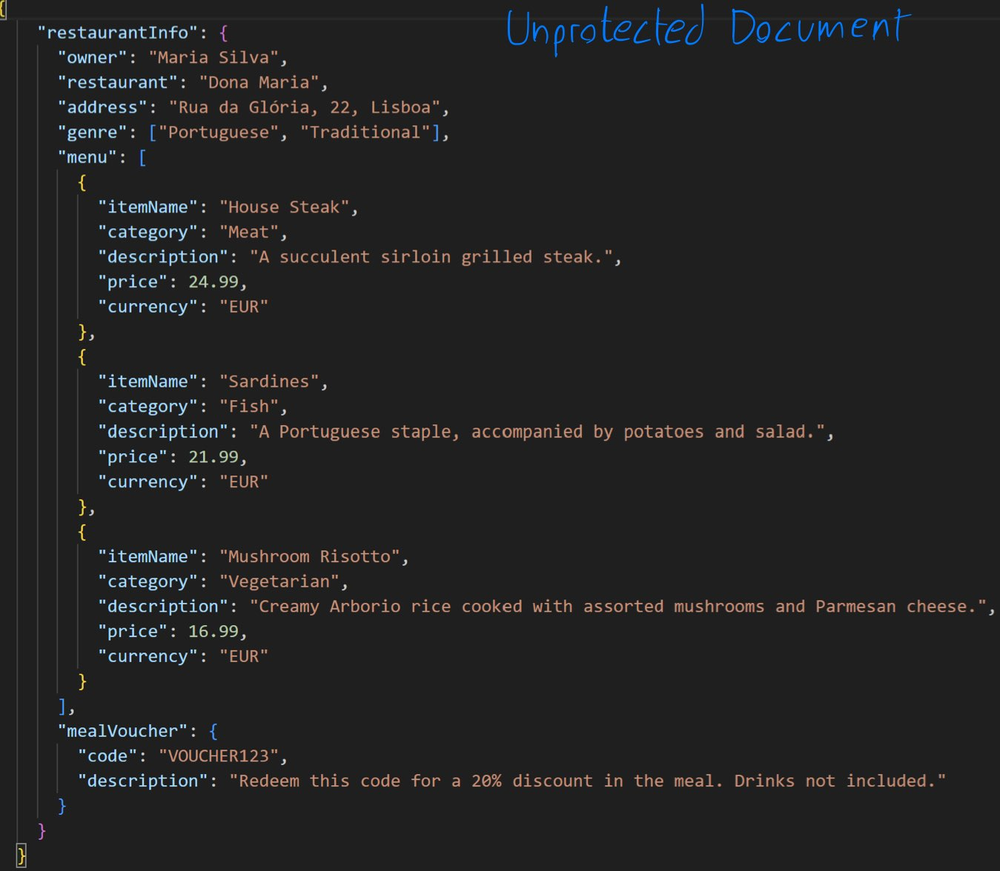 {
Unprotected Document
"restaurantInfo": {
"owner": "Maria Silva",
"restaurant": "Dona Maria",
"address": "Rua da Glória, 22, Lisboa",
"genre": ["Portuguese", "Traditional"],
"menu": [
{
"itemName": "House Steak",
"category": "Meat",
"description": "A succulent sirloin grilled steak.",
"price": 24.99,
"currency": "EUR"
},
{
"itemName": "Sardines",
"category": "Fish",
"description": "A Portuguese staple, accompanied by potatoes and salad.",
"price": 21.99,
"currency": "EUR"
},
{
"itemName": "Mushroom Risotto",
"category": "Vegetarian",
"description": "Creamy Arborio rice cooked with assorted mushrooms and Parmesan cheese.",
"price": 16.99,
"currency": "EUR"
}
],
"mealVoucher": {
"code": "VOUCHER123",
"description": "Redeem this code for a 20% discount in the meal. Drinks not included."
}
}
}